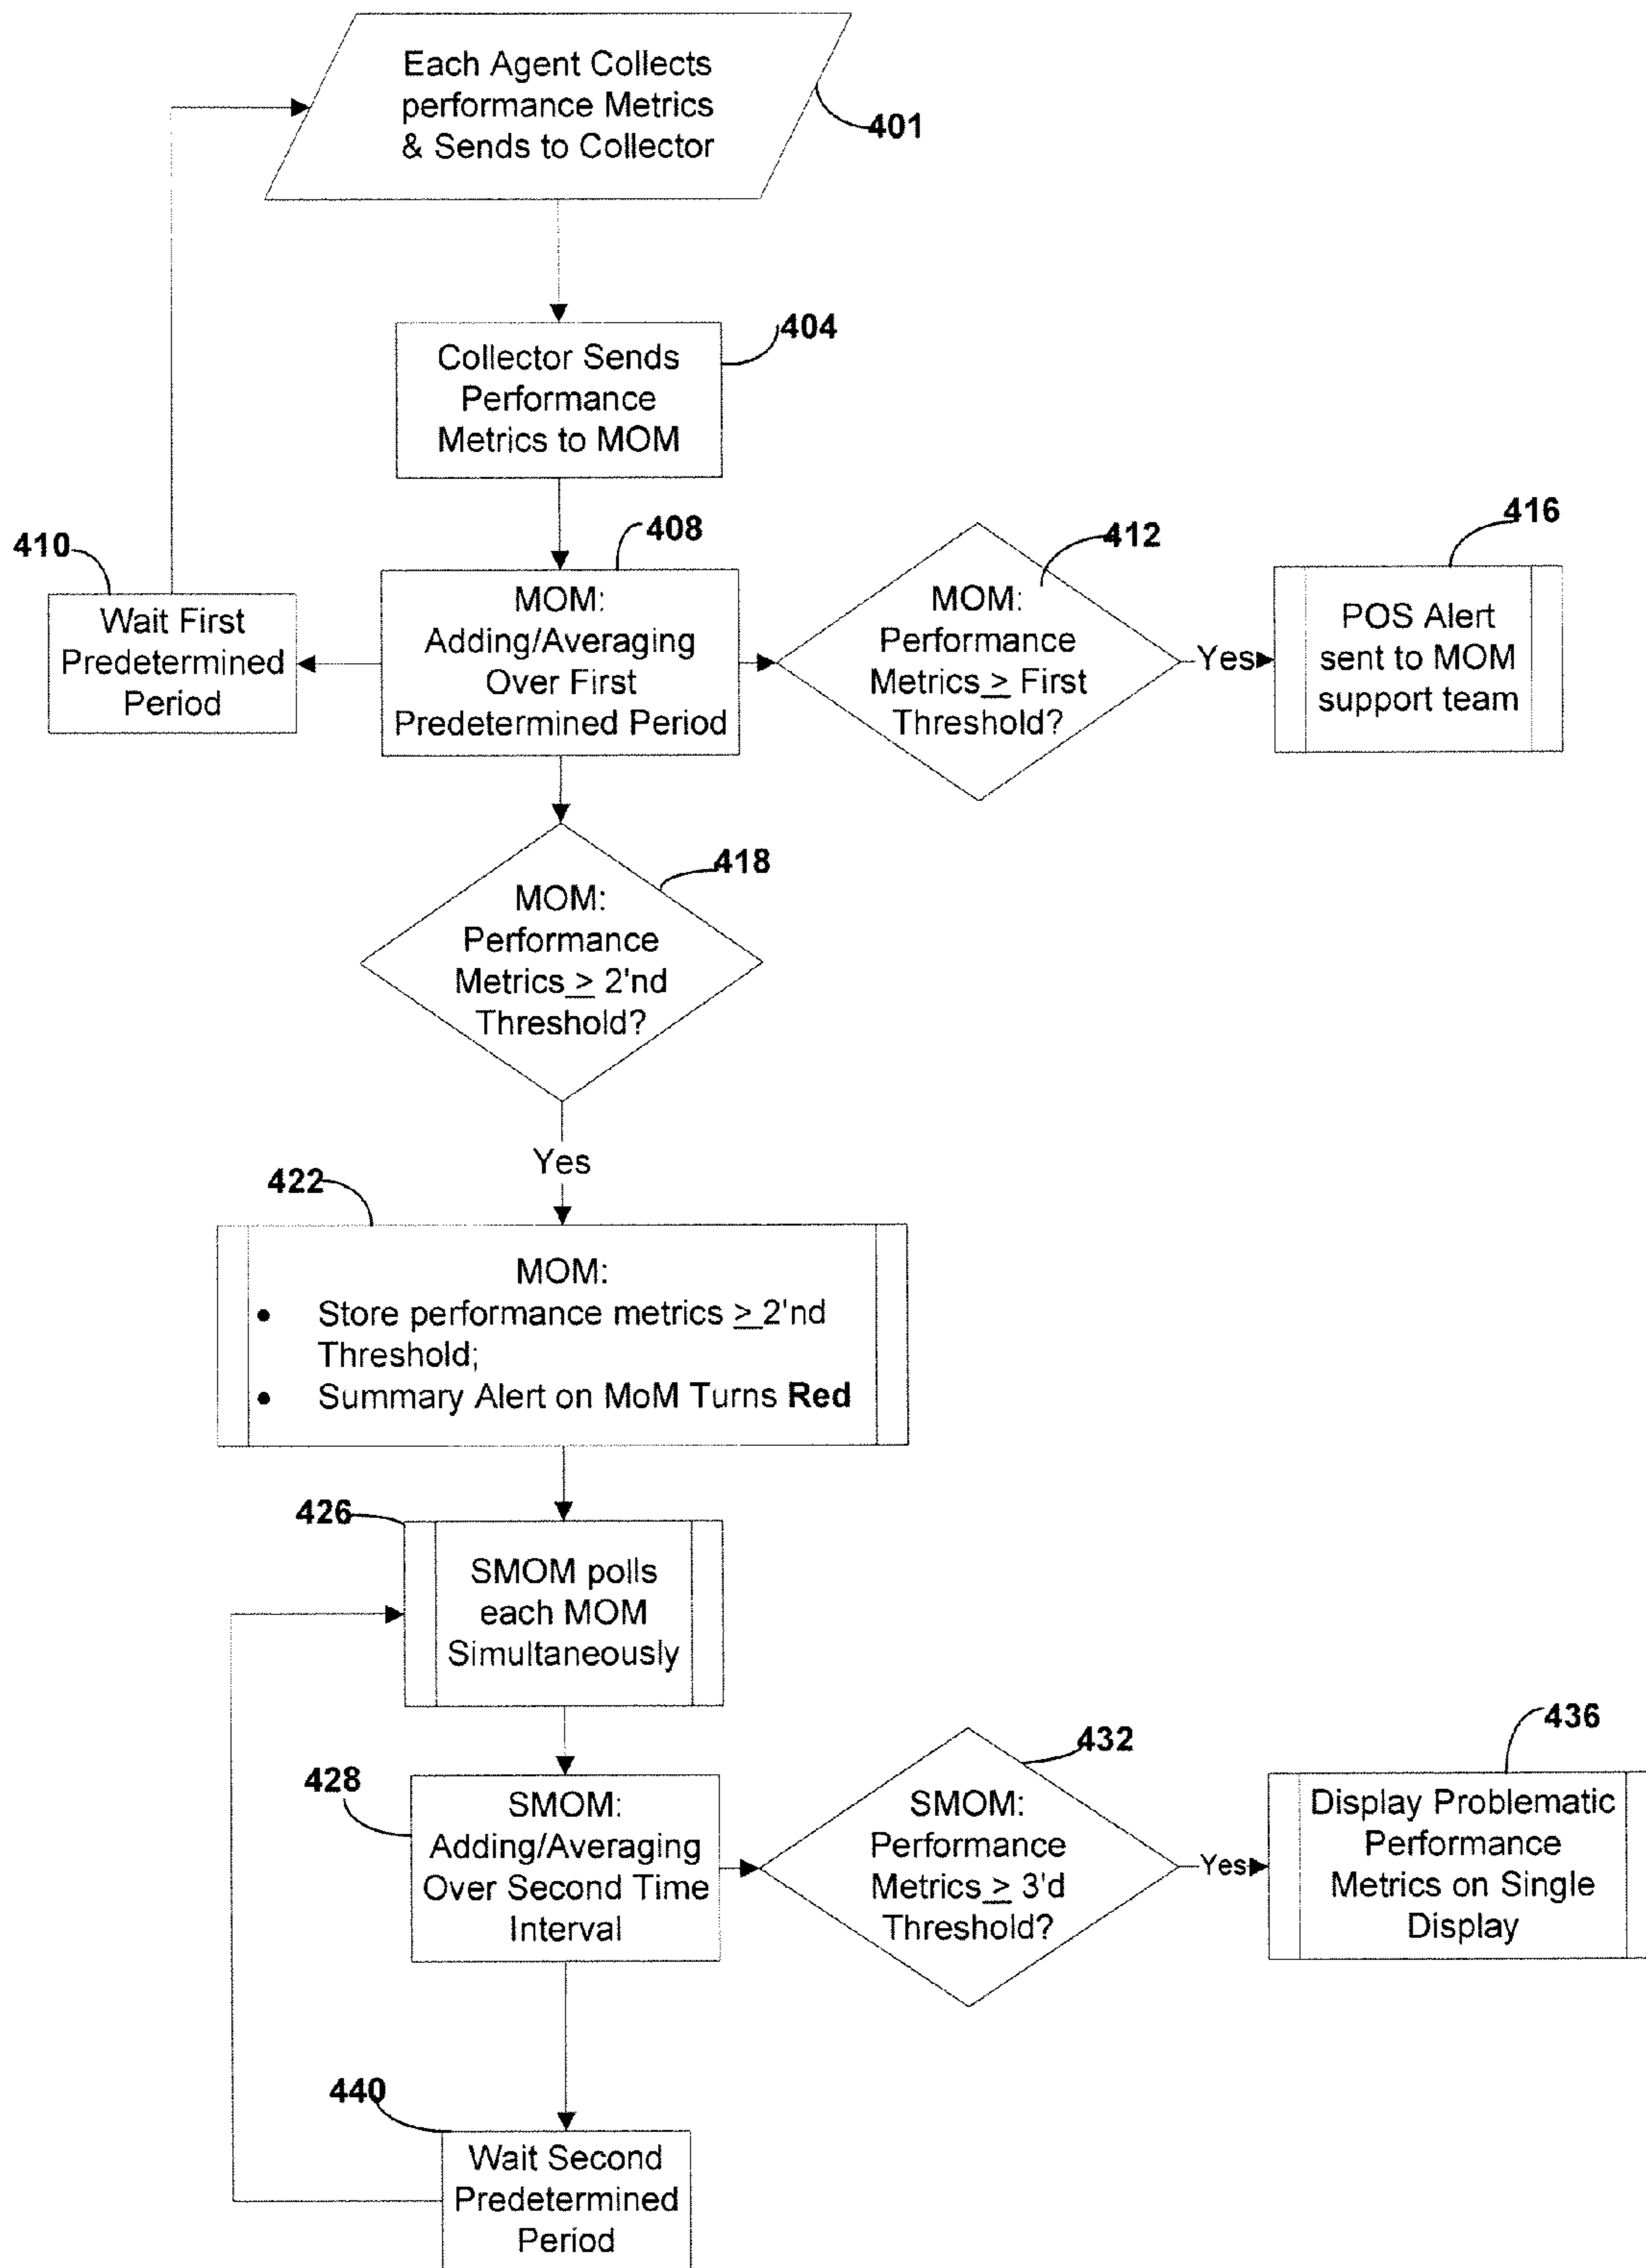 Each Agent Collects
performance Metrics
& Sends to Collector
401
Collector Sends
Performance
Metrics to MOM
404
410
Wait First
Predetermined
Period
408
MOM:
Adding/Averaging
Over First
Predetermined Period
412
MOM:
Performance
Metrics ≥ First
Threshold?
Yes
416
POS Alert
sent to MOM
support team
418
MOM:
Performance
Metrics ≥ 2'nd
Threshold?
Yes
422
MOM:
• Store performance metrics ≥ 2'nd
Threshold;
• Summary Alert on MoM Turns Red
426
SMOM polls
each MOM
Simultaneously
428
SMOM:
Adding/Averaging
Over Second Time
Interval
432
SMOM:
Performance
Metrics ≥ 3'd
Threshold?
Yes
436
Display Problematic
Performance
Metrics on Single
Display
440
Wait Second
Predetermined
Period